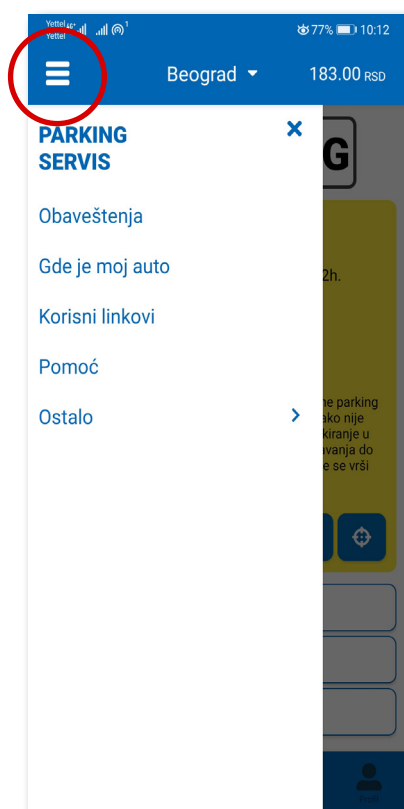 Yettel 4G+
Yettel
77% 10:12
Beograd
183.00 RSD
PARKING
SERVIS
Obaveštenja
Gde je moj auto
Korisni linkovi
Pomoć
Ostalo
G
2h.
ne parking
ako nije
kiranje u
avanja do
e se vrši